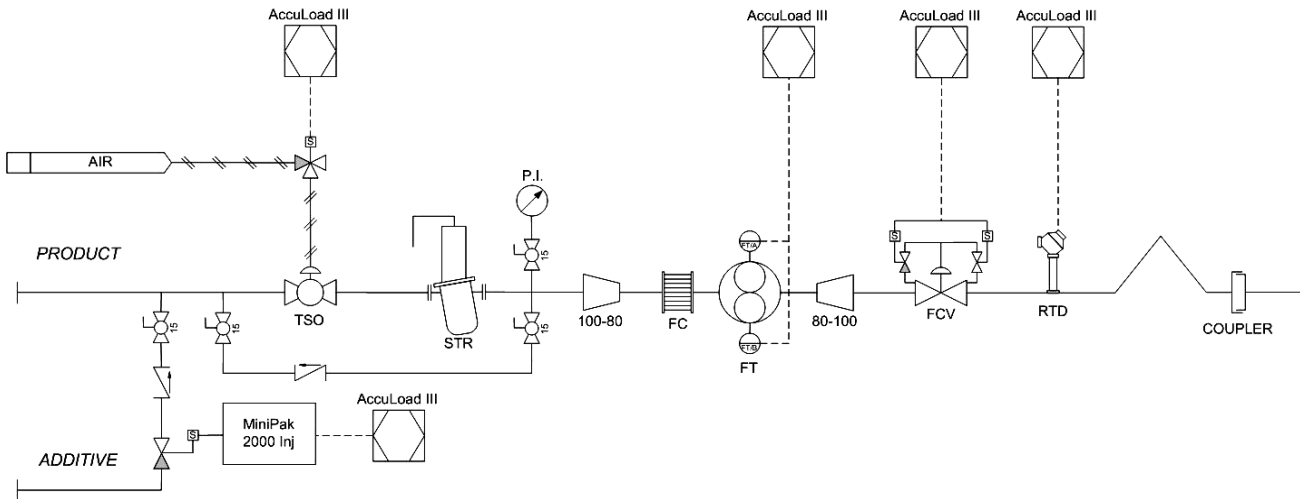 AccuLoad III
AccuLoad III
AccuLoad III
AccuLoad III
S
AIR
P.I.
PRODUCT
15
FT/A
S
S
TSO
STR
100-80
FC
80-100
FCV
RTD
COUPLER
15
15
15
FT/B
FT
AccuLoad III
MiniPak
2000 Inj
S
ADDITIVE